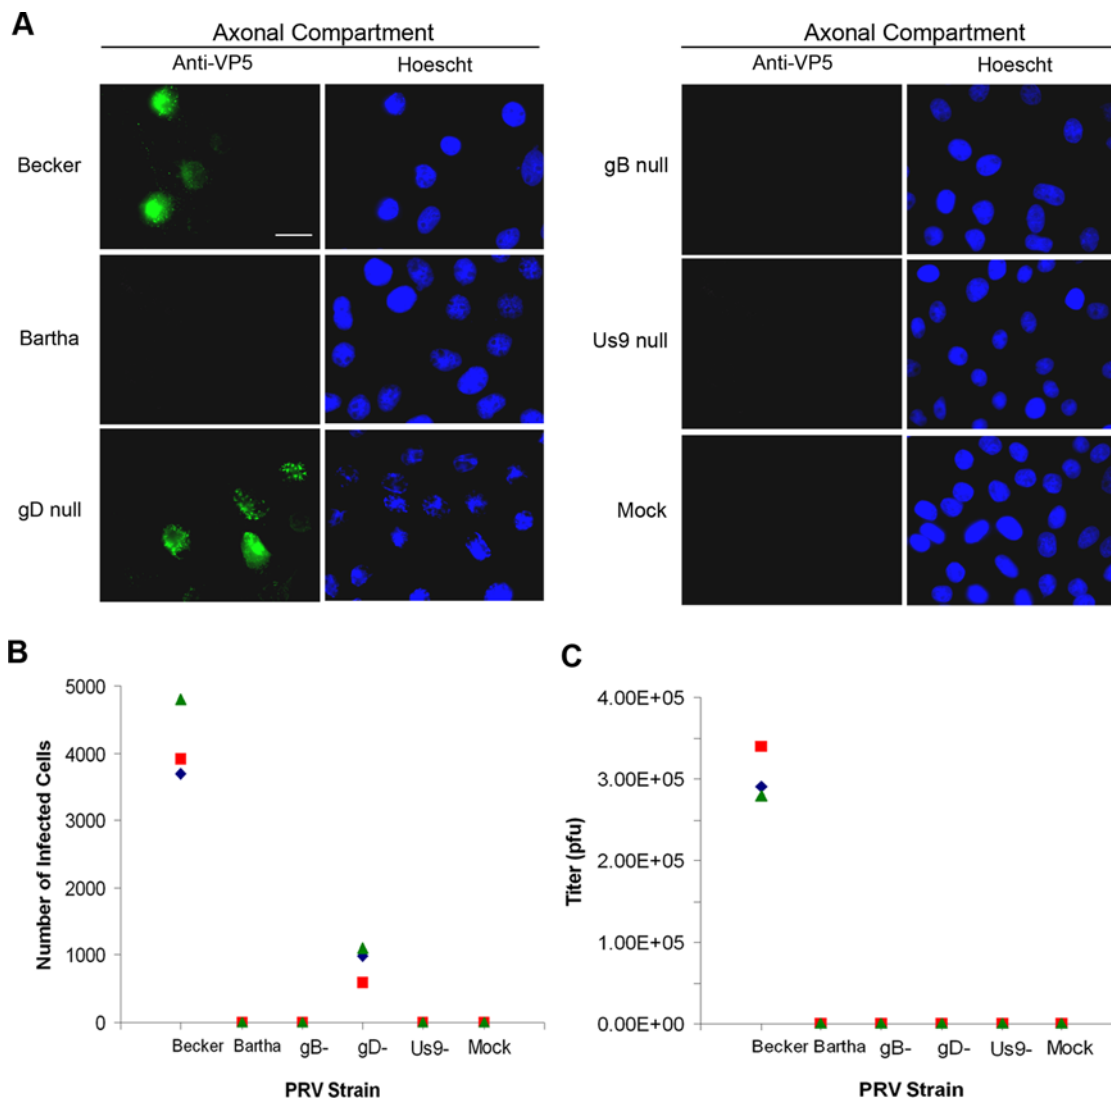 A
Axonal Compartment
Anti-VP5
Hoescht
Becker
Bartha
gD null
Axonal Compartment
Anti-VP5
Hoescht
gB null
Us9 null
Mock
B
Number of Infected Cells
5000
4000
3000
2000
1000
0
Becker Bartha gB- gD- Us9- Mock
PRV Strain
C
Titer (pfu)
4.00E+05
3.00E+05
2.00E+05
1.00E+05
0.00E+00
Becker Bartha gB- gD- Us9- Mock
PRV Strain